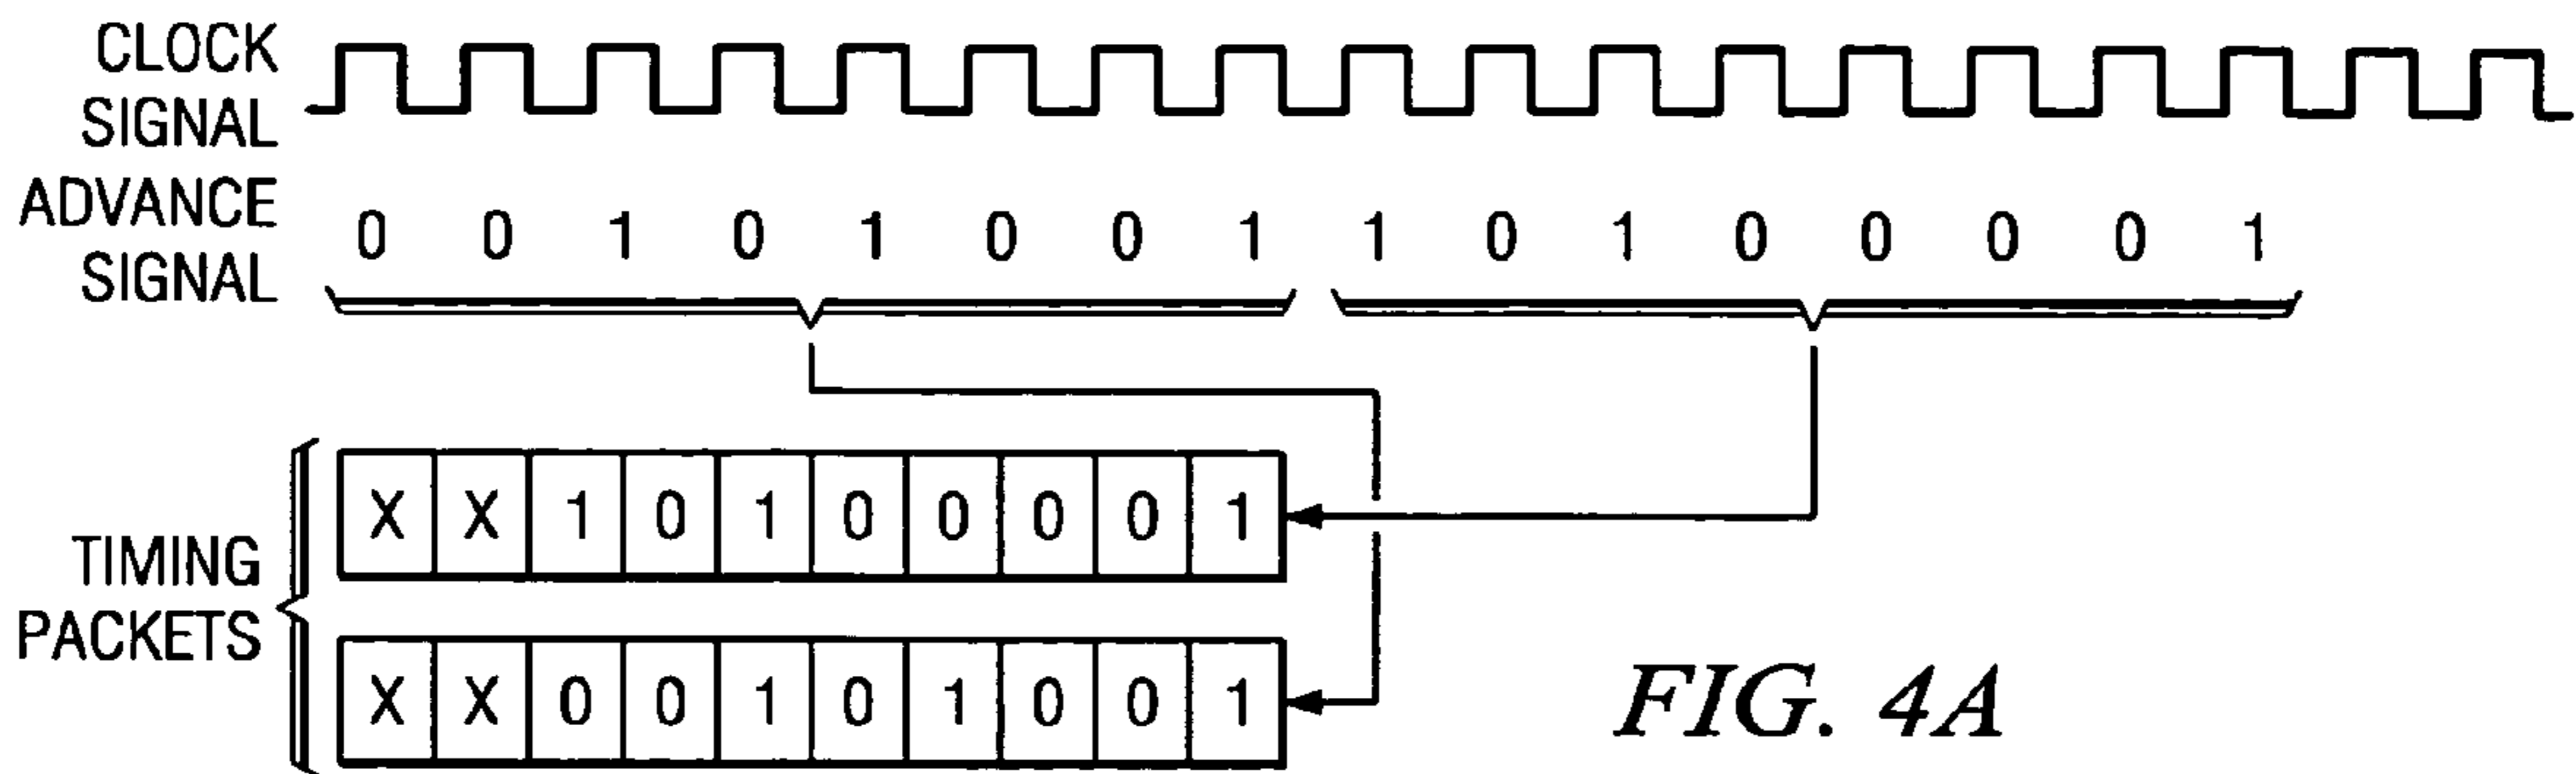 CLOCK
SIGNAL
ADVANCE
SIGNAL
0 0 1 0 1 0 0 1 1 0 1 0 0 0 0 1
TIMING
PACKETS
X X 1 0 1 0 0 0 0 1
X X 0 0 1 0 1 0 0 1
FIG. 4A